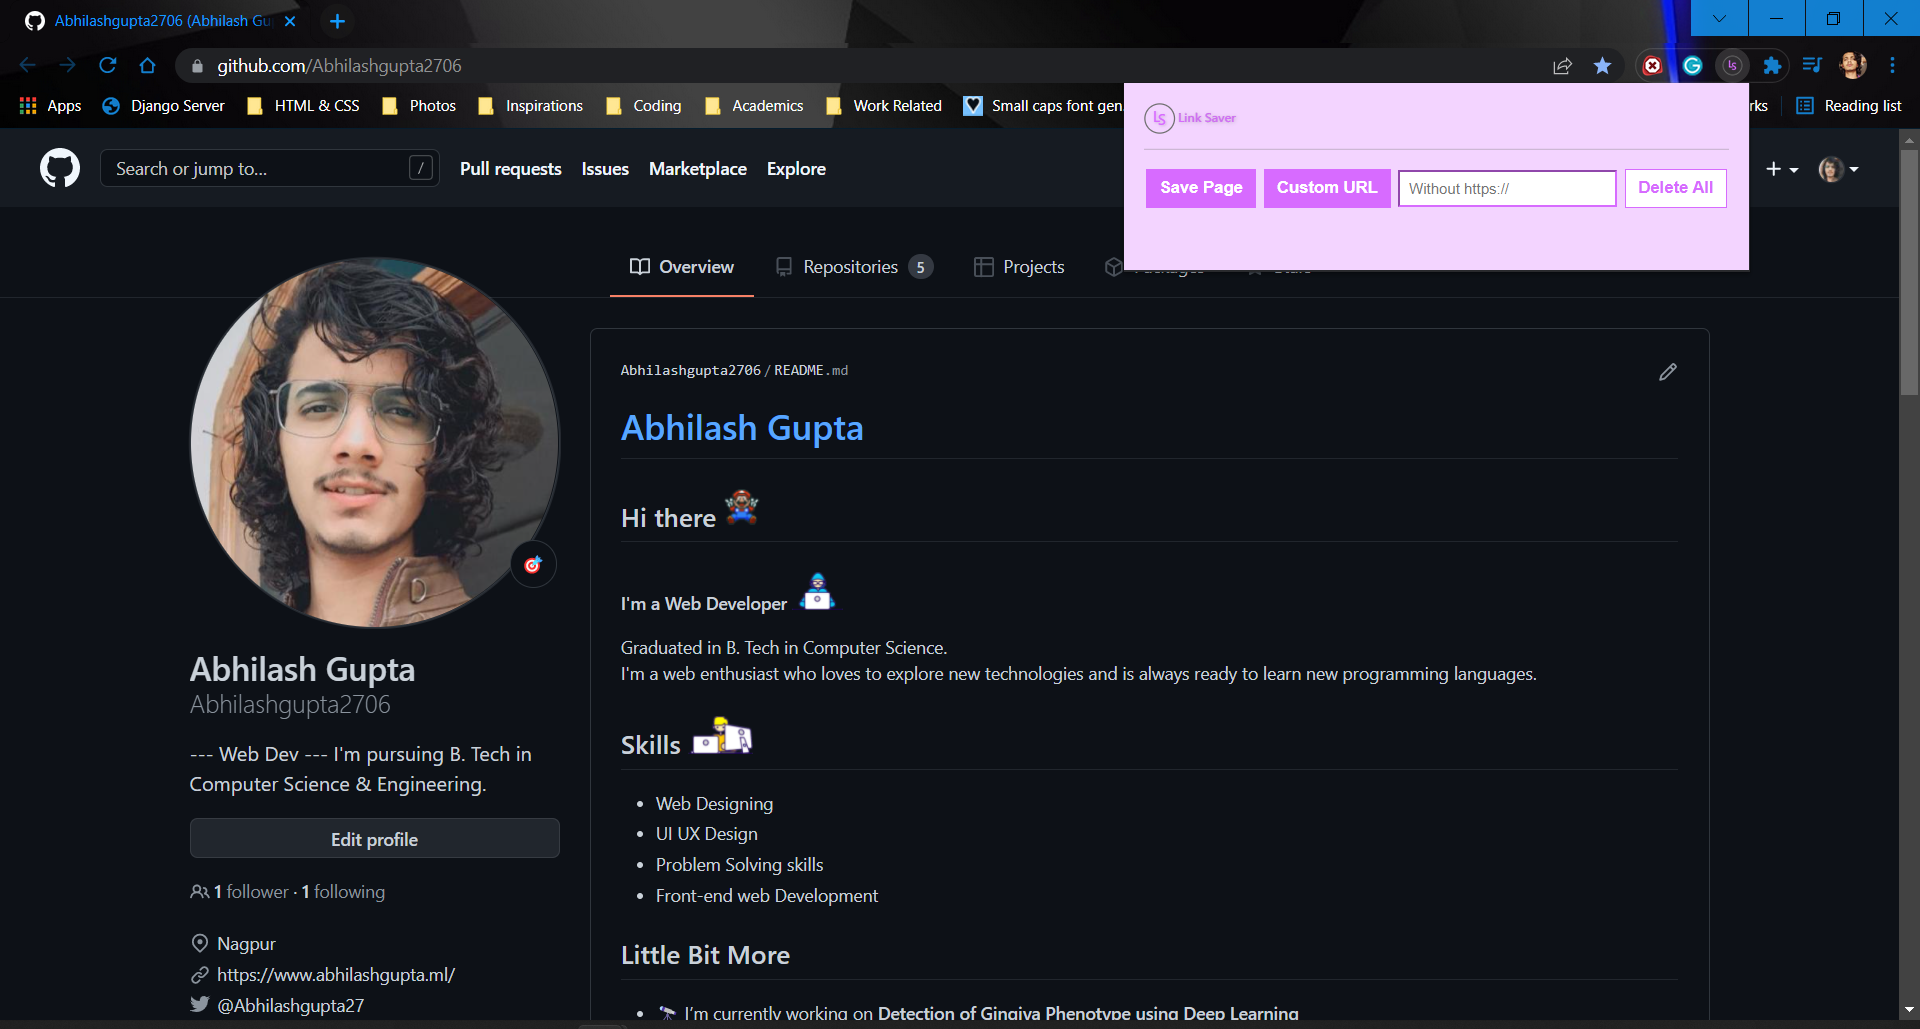 Abhilashgupta2706 (Abhilash Gu
github.com/Abhilashgupta2706
Apps
Django Server
HTML & CSS
Photos
Inspirations
Coding
Academics
Work Related
Small caps font gen
rks
Reading list
LS Link Saver
Save Page
Custom URL
Without https://
Delete All
Search or jump to...
/
Pull requests
Issues
Marketplace
Explore
Overview
Repositories 5
Projects
Abhilashgupta2706/README.md
Abhilash Gupta
Hi there
I'm a Web Developer
Graduated in B. Tech in Computer Science.
I'm a web enthusiast who loves to explore new technologies and is always ready to learn new programming languages.
Skills
Web Designing
UI UX Design
Problem Solving skills
Front-end web Development
Little Bit More
I'm currently working on Detection of Gingiva Phenotype using Deep Learning
Abhilash Gupta
Abhilashgupta2706
--- Web Dev --- I'm pursuing B. Tech in
Computer Science & Engineering.
Edit profile
1 follower · 1 following
Nagpur
https://www.abhilashgupta.ml/
@Abhilashgupta27